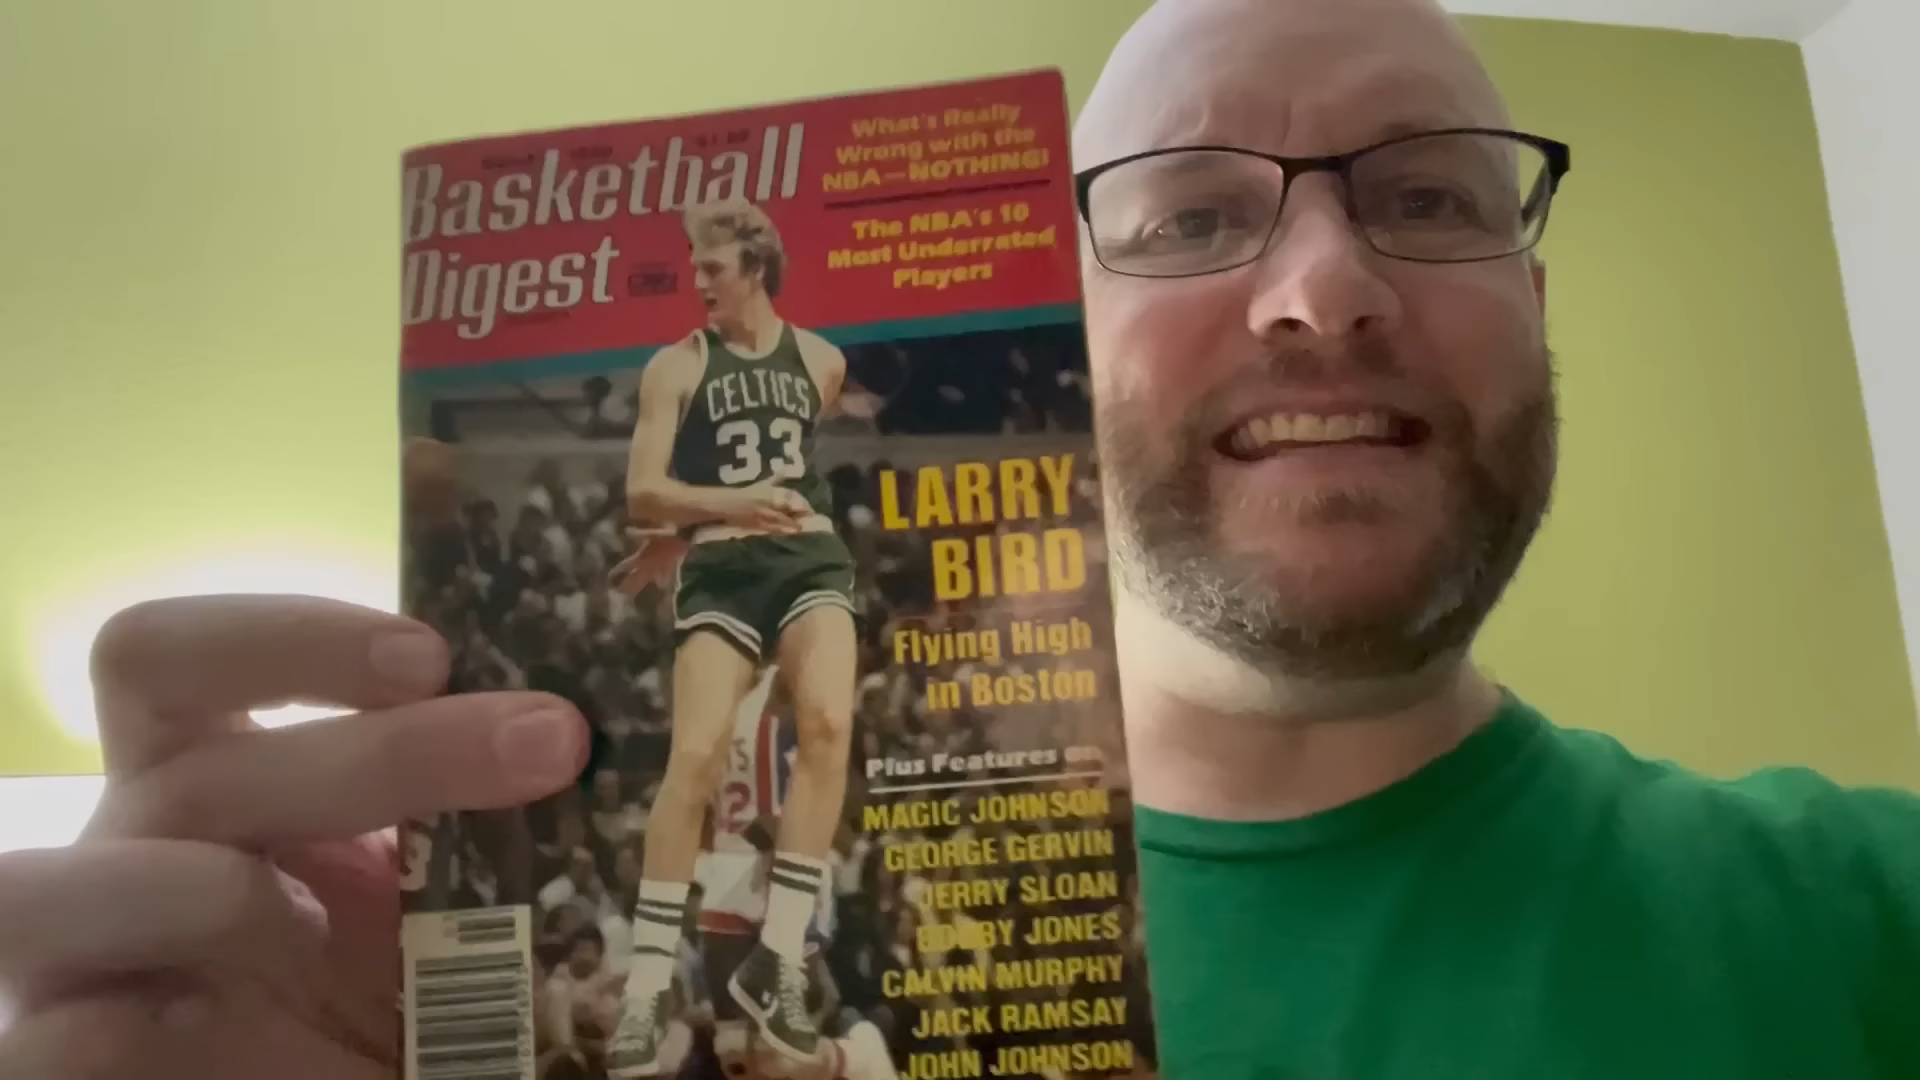 Basketball
Digest
What's Really
Wrong with the
NBA—NOTHING!
The NBA's 10
Most Underrated
Players
CELTICS
33
LARRY
BIRD
Flying High
in Boston
Plus Features on
MAGIC JOHNSON
GEORGE GERVIN
JERRY SLOAN
BOBBY JONES
CALVIN MURPHY
JACK RAMSAY
JOHN JOHNSON